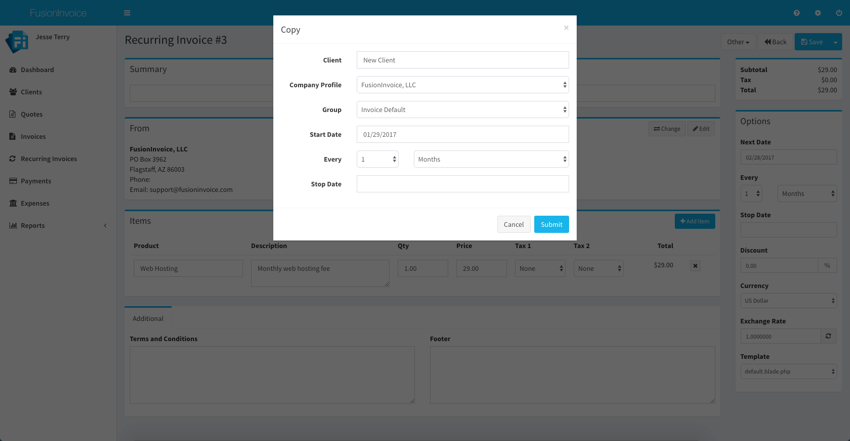 FusionInvoice
Jesse Terry
Dashboard
Clients
Quotes
Invoices
Recurring Invoices
Payments
Expenses
Reports
Recurring Invoice #3
Other
Back
Save
Copy
×
Client
New Client
Company Profile
FusionInvoice, LLC
Group
Invoice Default
Start Date
01/29/2017
Every
1
Months
Stop Date
Cancel
Submit
Summary
From
Change
Edit
FusionInvoice, LLC
PO Box 3962
Flagstaff, AZ 86003
Phone:
Email: support@fusioninvoice.com
Items
Add Item
Product Description Qty Price Tax 1 Tax 2 Total
Web Hosting Monthly web hosting fee 1.00 29.00 None None $29.00
Additional
Terms and Conditions
Footer
Subtotal $29.00
Tax $0.00
Total $29.00
Options
Next Date
02/28/2017
Every
1 Months
Stop Date
Discount
0.00 %
Currency
US Dollar
Exchange Rate
1.0000000
Template
default.blade.php